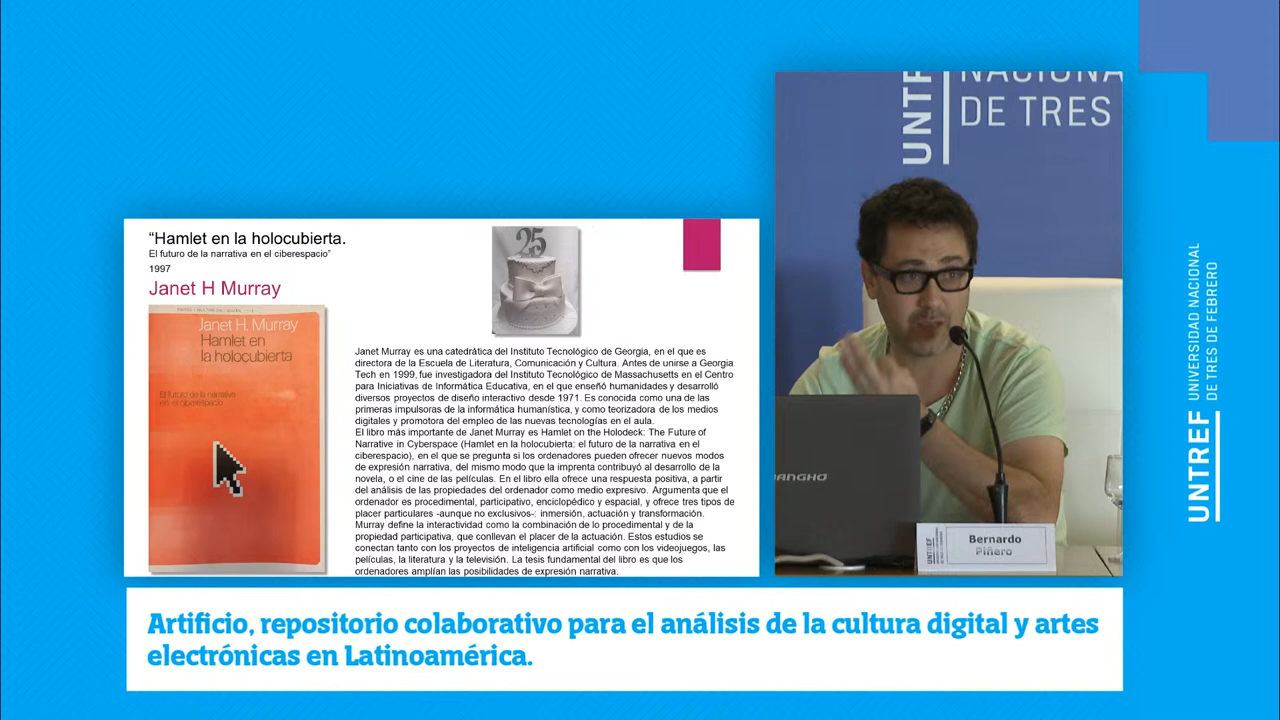 UNTR
NACIONA
DE TRES
"Hamlet en la holocubierta.
El futuro de la narrativa en el ciberespacio"
1997
Janet H Murray
25
Janet H. Murray
Hamlet en
la holocubierta
El futuro de la narrativa
en el ciberespacio
Janet Murray es una catedrática del Instituto Tecnológico de Georgia, en el que es
directora de la Escuela de Literatura, Comunicación y Cultura. Antes de unirse a Georgia
Tech en 1999, fue investigadora del Instituto Tecnológico de Massachusetts en el Centro
para Iniciativas de Informática Educativa, en el que enseñó humanidades y desarrolló
diversos proyectos de diseño interactivo desde 1971. Es conocida como una de las
primeras impulsoras de la informática humanística, y como teorizadora de los medios
digitales y promotora del empleo de las nuevas tecnologías en el aula.
El libro más importante de Janet Murray es Hamlet on the Holodeck: The Future of
Narrative in Cyberspace (Hamlet en la holocubierta: el futuro de la narrativa en el
ciberespacio), en el que se pregunta si los ordenadores pueden ofrecer nuevos modos
de expresión narrativa, del mismo modo que la imprenta contribuyó al desarrollo de la
novela, o el cine de las películas. En el libro ella ofrece una respuesta positiva, a partir
del análisis de las propiedades del ordenador como medio expresivo. Argumenta que el
ordenador es procedimental, participativo, enciclopédico y espacial, y ofrece tres tipos de
placer particulares -aunque no exclusivos-: inmersión, actuación y transformación.
Murray define la interactividad como la combinación de lo procedimental y de la
propiedad participativa, que conllevan el placer de la actuación. Estos estudios se
conectan tanto con los proyectos de inteligencia artificial como con los videojuegos, las
películas, la literatura y la televisión. La tesis fundamental del libro es que los
ordenadores amplían las posibilidades de expresión narrativa.
ANGHO
UNTREF
Bernardo
Piñero
UNTREF
UNIVERSIDAD NACIONAL
DE TRES DE FEBRERO
Artificio, repositorio colaborativo para el análisis de la cultura digital y artes
electrónicas en Latinoamérica.